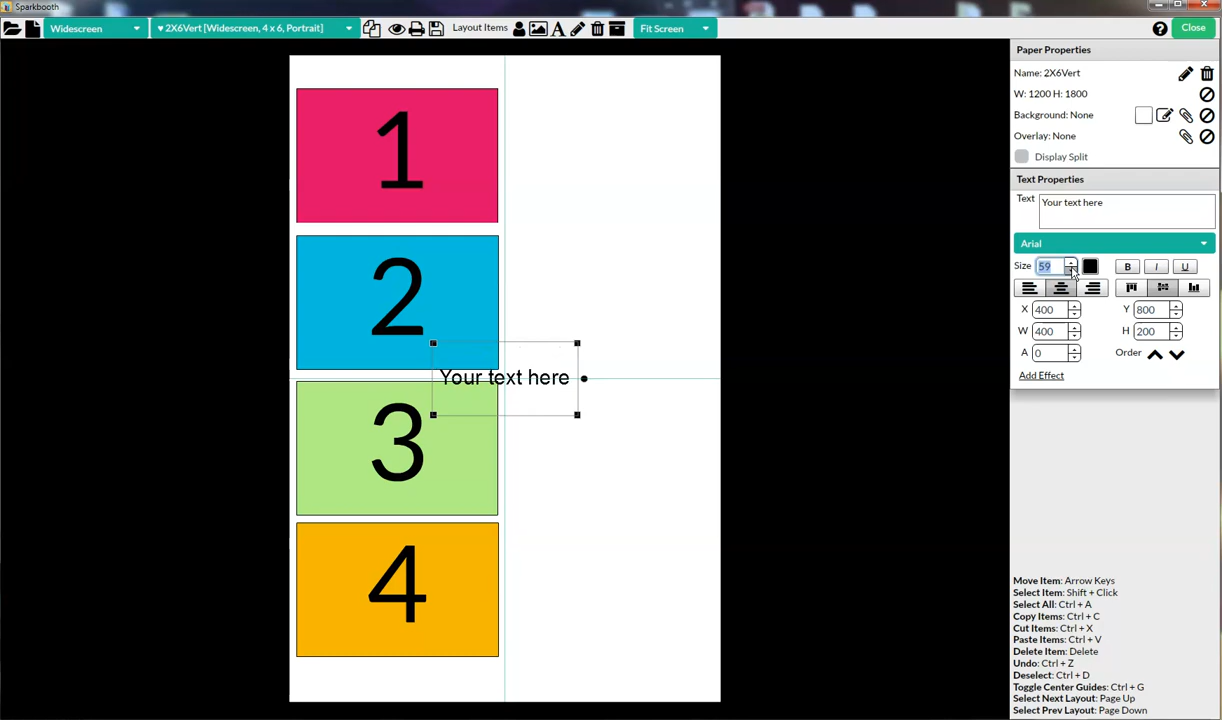 Sparkbooth
Widescreen
♥ 2X6Vert [Widescreen, 4 x 6, Portrait]
Layout Items
Fit Screen
Close
Paper Properties
Name: 2X6Vert
W: 1200 H: 1800
Background: None
Overlay: None
Display Split
Text Properties
Text
Your text here
Arial
Size 59
B
I
U
X 400
Y 800
W 400
H 200
A 0
Order
Add Effect
1
2
Your text here
3
4
Move Item: Arrow Keys
Select Item: Shift + Click
Select All: Ctrl + A
Copy Items: Ctrl + C
Cut Items: Ctrl + X
Paste Items: Ctrl + V
Delete Item: Delete
Undo: Ctrl + Z
Deselect: Ctrl + D
Toggle Center Guides: Ctrl + G
Select Next Layout: Page Up
Select Prev Layout: Page Down